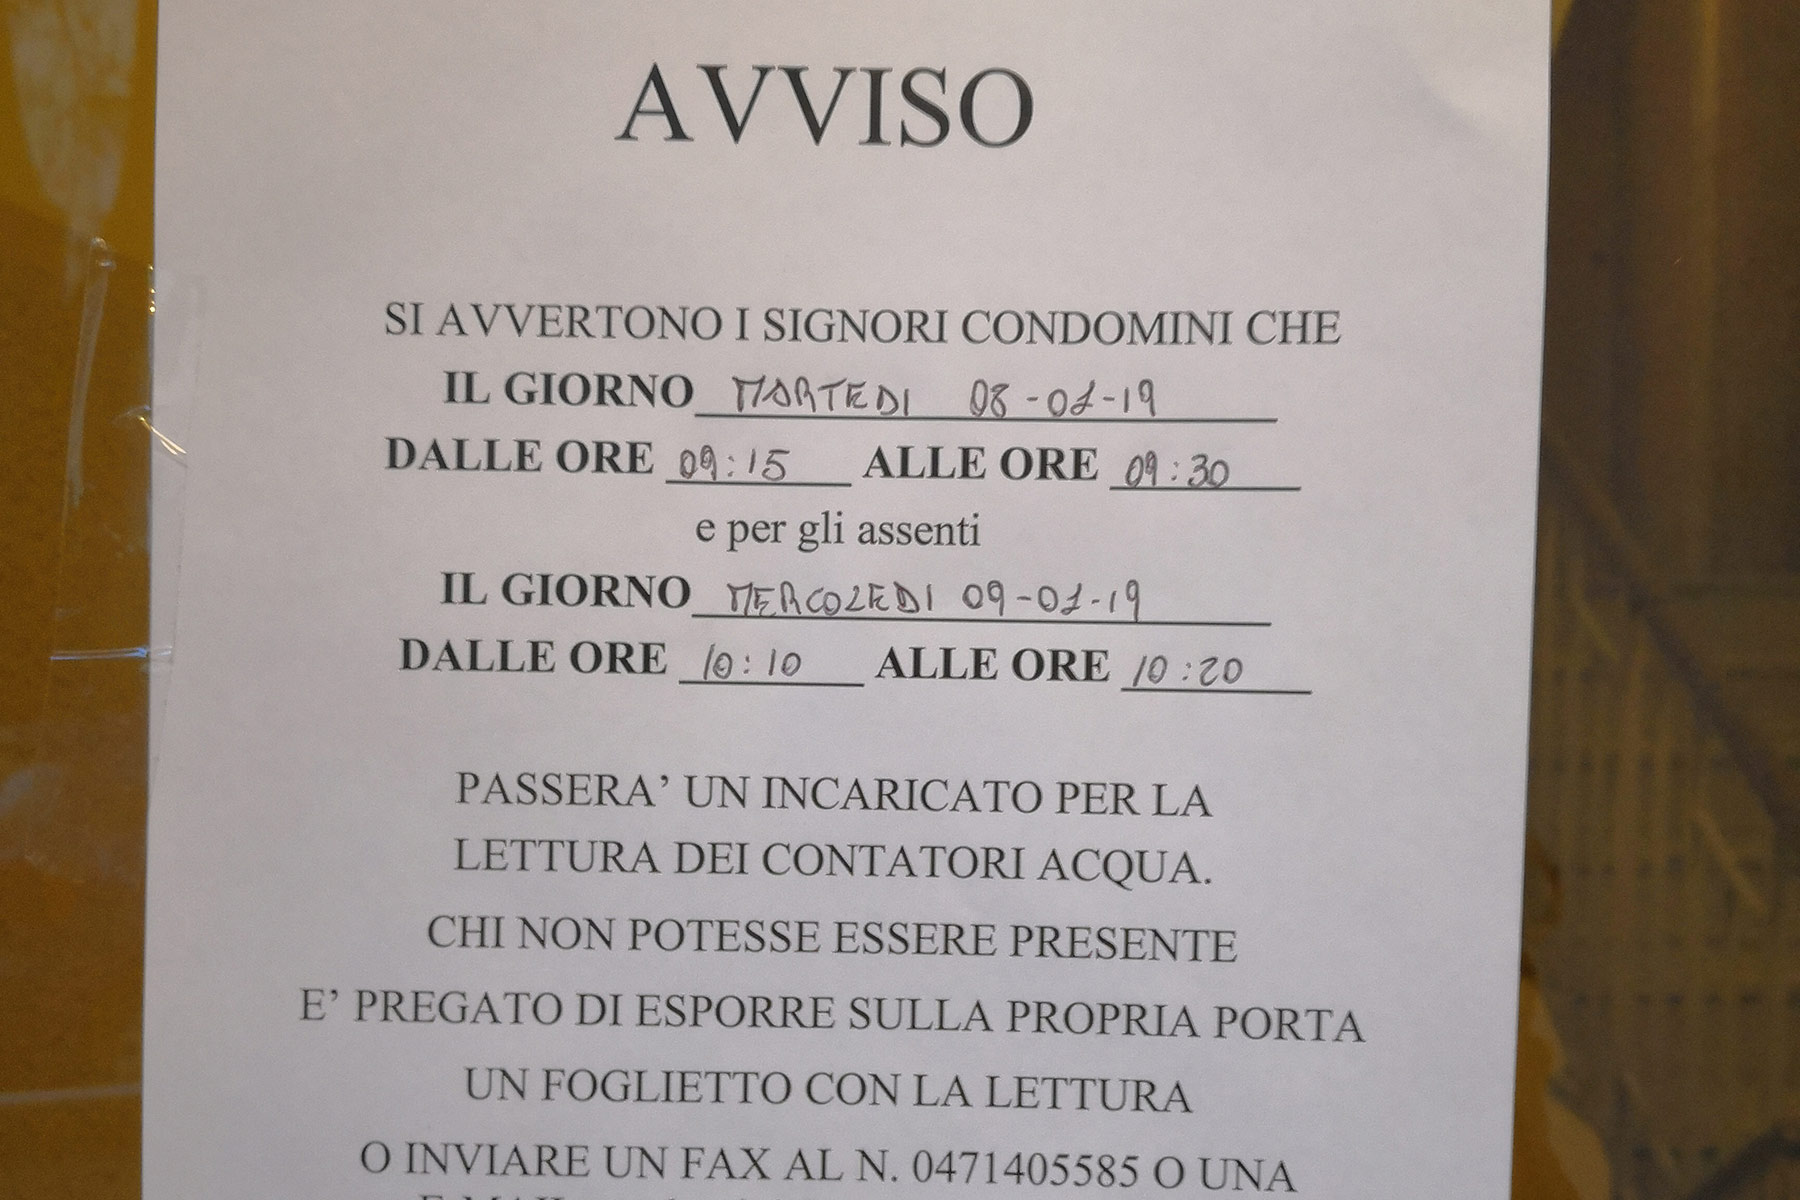 AVVISO
SI AVVERTONO I SIGNORI CONDOMINI CHE
IL GIORNO MARTEDI 08-01-19
DALLE ORE 09:15 ALLE ORE 09:30
e per gli assenti
IL GIORNO MERCOLEDI 09-01-19
DALLE ORE 10:10 ALLE ORE 10:20
PASSERA’ UN INCARICATO PER LA
LETTURA DEI CONTATORI ACQUA.
CHI NON POTESSE ESSERE PRESENTE
E’ PREGATO DI ESPORRE SULLA PROPRIA PORTA
UN FOGLIETTO CON LA LETTURA
O INVIARE UN FAX AL N. 0471405585 O UNA